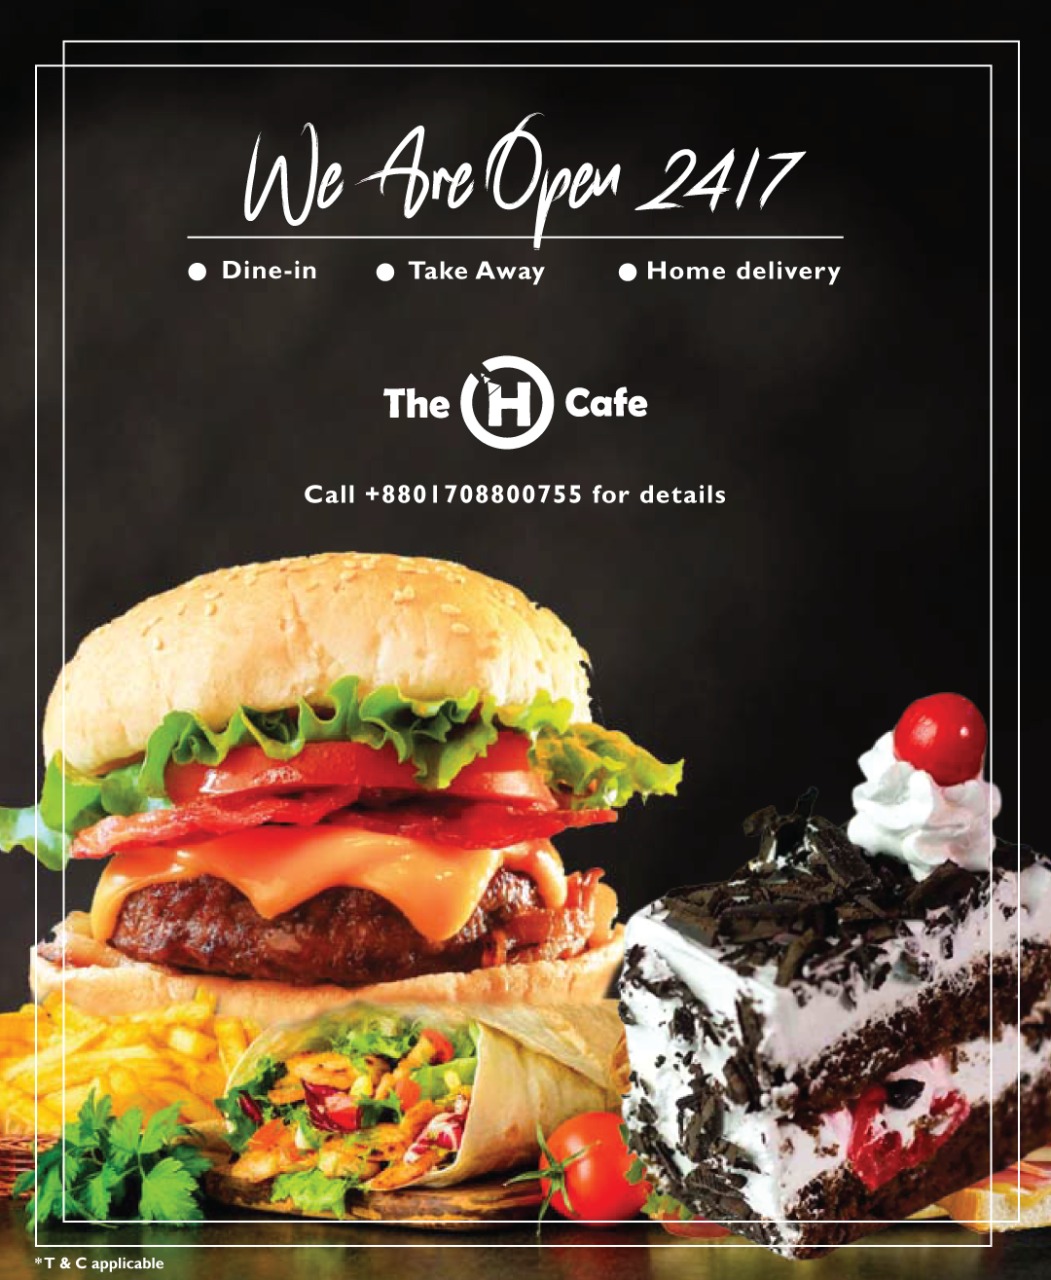 We Are Open 24/7
● Dine-in ● Take Away ● Home delivery
The H Cafe
Call +8801708800755 for details
*T & C applicable